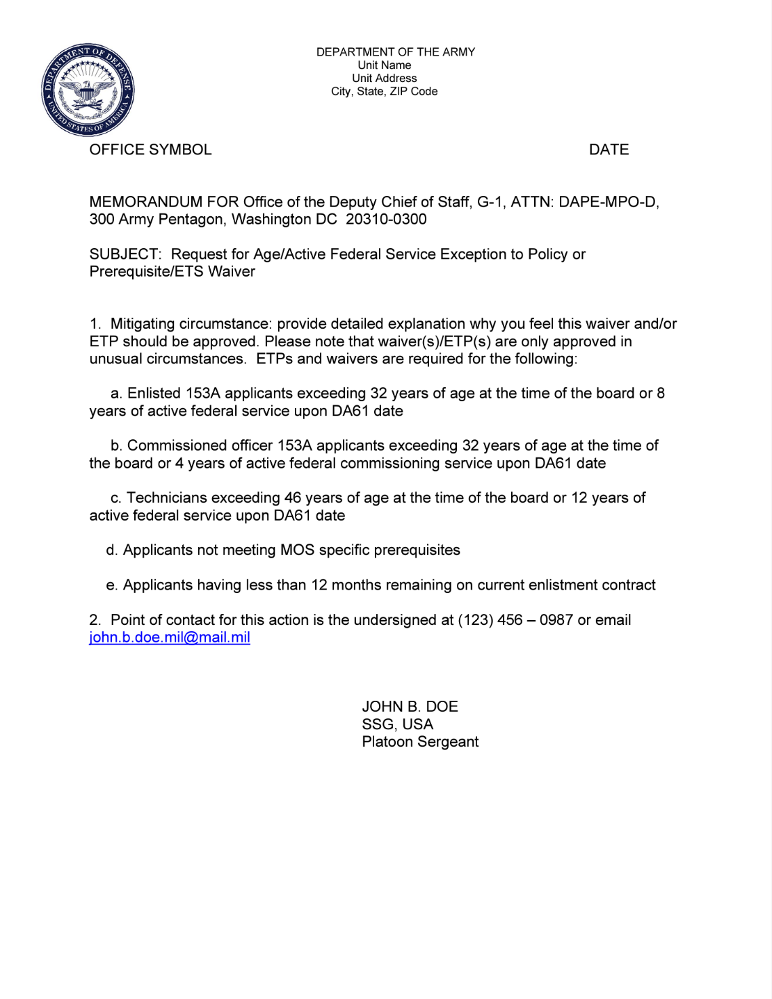 DEPARTMENT OF DEFENSE
UNITED STATES OF AMERICA
DEPARTMENT OF THE ARMY
Unit Name
Unit Address
City, State, ZIP Code
OFFICE SYMBOL DATE
MEMORANDUM FOR Office of the Deputy Chief of Staff, G-1, ATTN: DAPE-MPO-D,
300 Army Pentagon, Washington DC  20310-0300
SUBJECT:  Request for Age/Active Federal Service Exception to Policy or
Prerequisite/ETS Waiver
1.  Mitigating circumstance: provide detailed explanation why you feel this waiver and/or
ETP should be approved. Please note that waiver(s)/ETP(s) are only approved in
unusual circumstances.  ETPs and waivers are required for the following:
a. Enlisted 153A applicants exceeding 32 years of age at the time of the board or 8
years of active federal service upon DA61 date
b. Commissioned officer 153A applicants exceeding 32 years of age at the time of
the board or 4 years of active federal commissioning service upon DA61 date
c. Technicians exceeding 46 years of age at the time of the board or 12 years of
active federal service upon DA61 date
d. Applicants not meeting MOS specific prerequisites
e. Applicants having less than 12 months remaining on current enlistment contract
2.  Point of contact for this action is the undersigned at (123) 456 – 0987 or email
john.b.doe.mil@mail.mil
JOHN B. DOE
SSG, USA
Platoon Sergeant